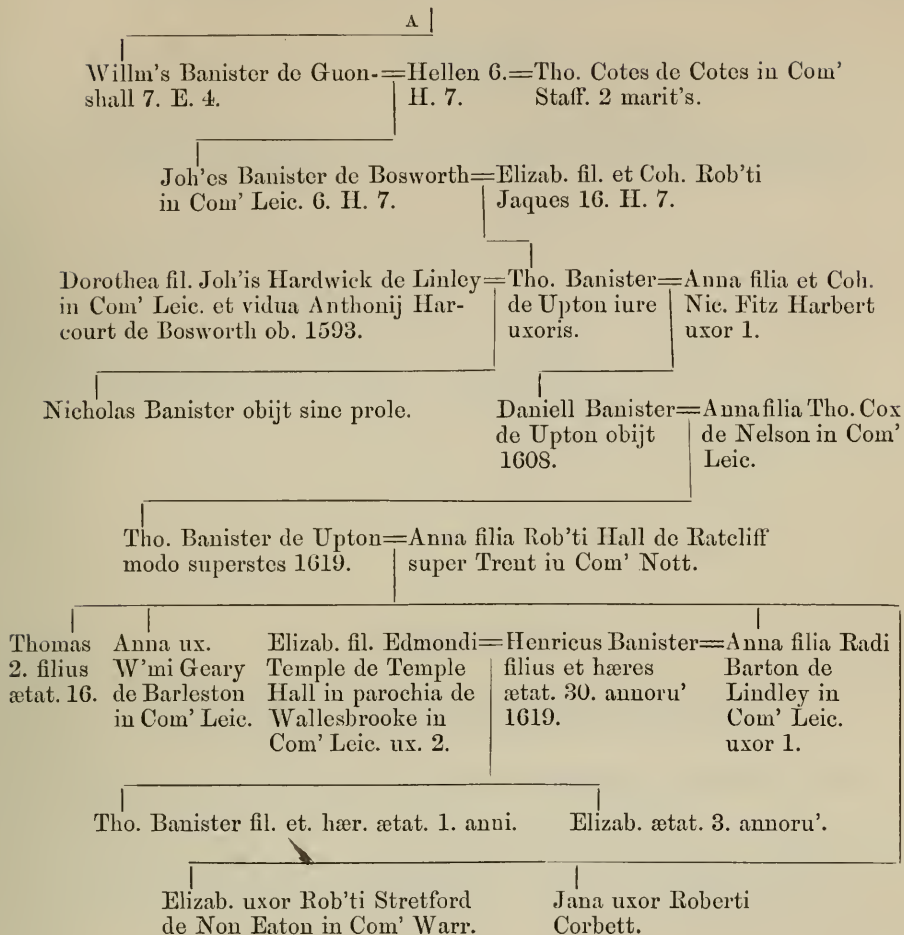 A
Willm's Banister de Guon-=Hellen 6.=Tho. Cotes de Cotes in Com'
shall 7. E. 4. H. 7. Staff. 2 marit's.
Joh'es Banister de Bosworth=Elizab. fil. et Coh. Rob'ti
in Com' Leic. 6. H. 7. Jaques 16. H. 7.
Dorothea fil. Joh'is Hardwick de Linley=Tho. Banister=Anna filia et Coh.
in Com' Leic. et vidua Anthonij Har- de Upton iure Nic. Fitz Harbert
court de Bosworth ob. 1593. uxoris. uxor 1.
Nicholas Banister obijt sine prole. Daniell Banister=Anna filia Tho. Cox
de Upton obijt de Nelson in Com'
1608. Leic.
Tho. Banister de Upton=Anna filia Rob'ti Hall de Ratcliff
modo superstes 1619. super Trent in Com' Nott.
Thomas Anna ux. Elizab. fil. Edmondi=Henricus Banister=Anna filia Radi
2. filius W'mi Geary Temple de Temple filius et hæres Barton de
ætat. 16. de Barleston Hall in parochia de ætat. 30. annoru' Lindley in
in Com' Leic. Wallesbrooke in 1619. Com' Leic.
Com' Leic. ux. 2. uxor 1.
Tho. Banister fil. et. hær. ætat. 1. anni. Elizab. ætat. 3. annoru'.
Elizab. uxor Rob'ti Stretford Jana uxor Roberti
de Non Eaton in Com' Warr. Corbett.